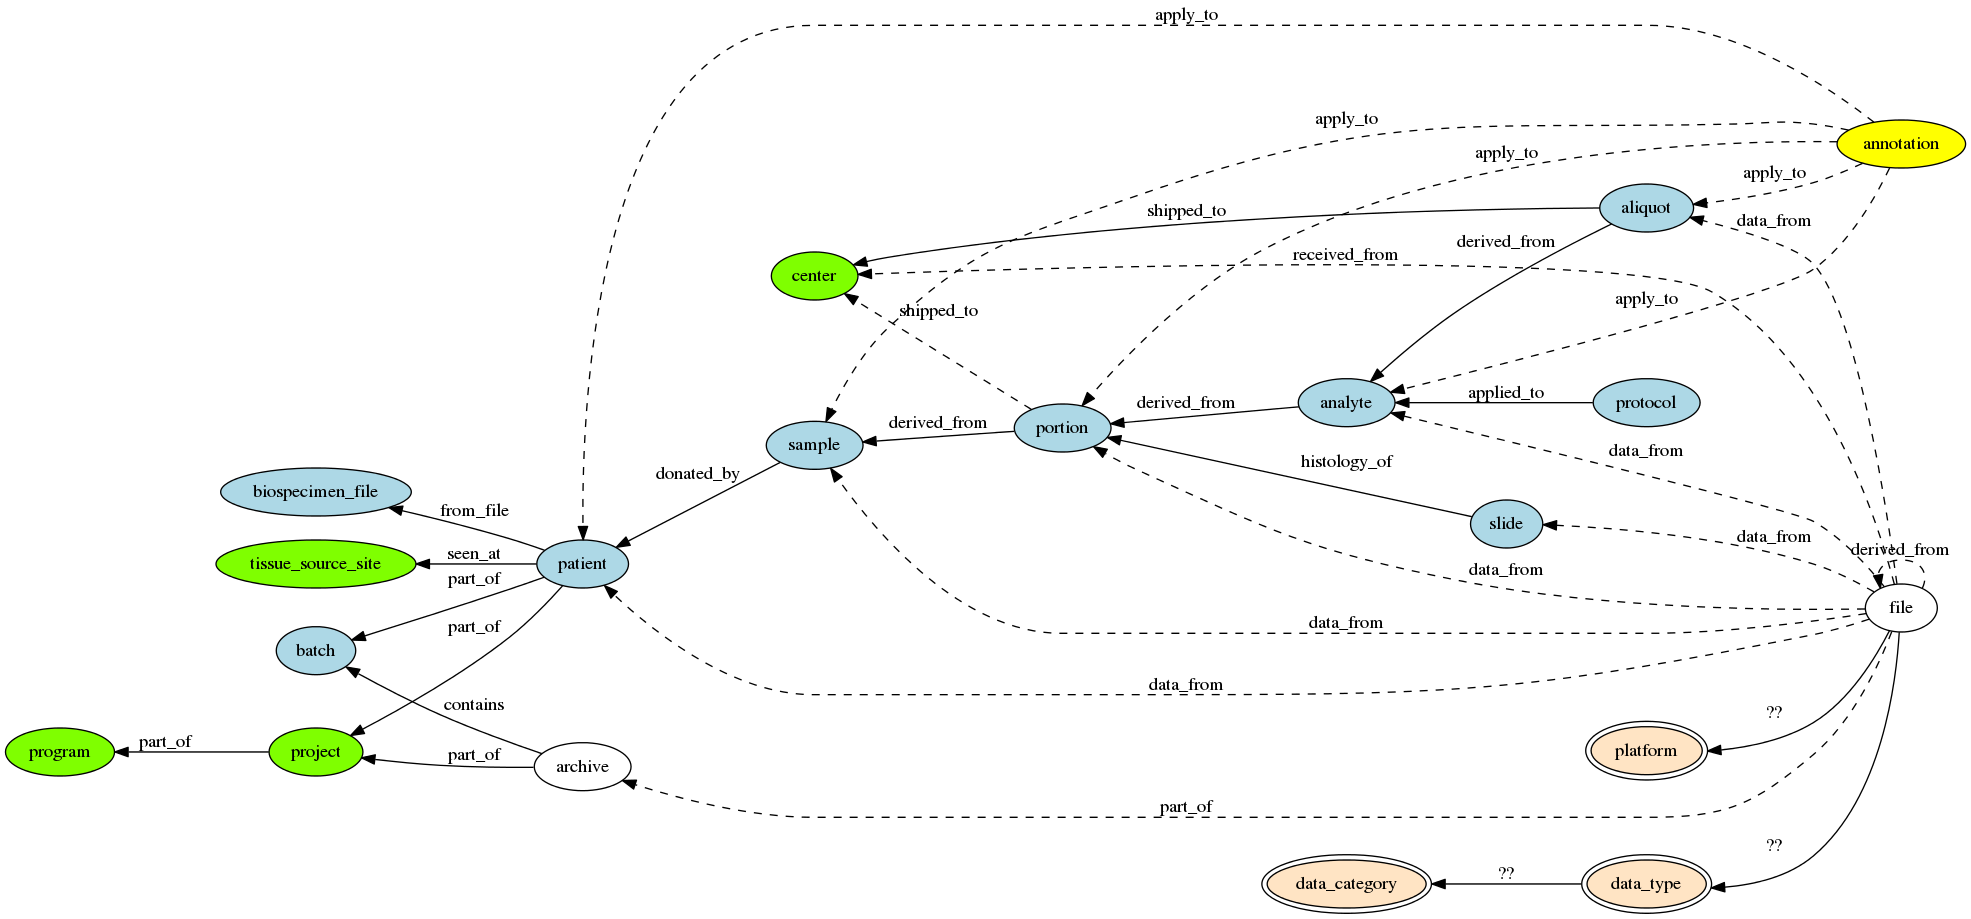 apply_to
apply_to
annotation
apply_to
apply_to
aliquot
shipped_to
data_from
derived_from
received_from
center
apply_to
shipped_to
analyte
applied_to
protocol
derived_from
portion
derived_from
sample
data_from
histology_of
donated_by
biospecimen_file
from_file
slide
data_from
derived_from
seen_at
tissue_source_site
patient
data_from
part_of
file
data_from
part_of
batch
data_from
contains
??
program
part_of
project
part_of
archive
platform
part_of
??
data_category
??
data_type